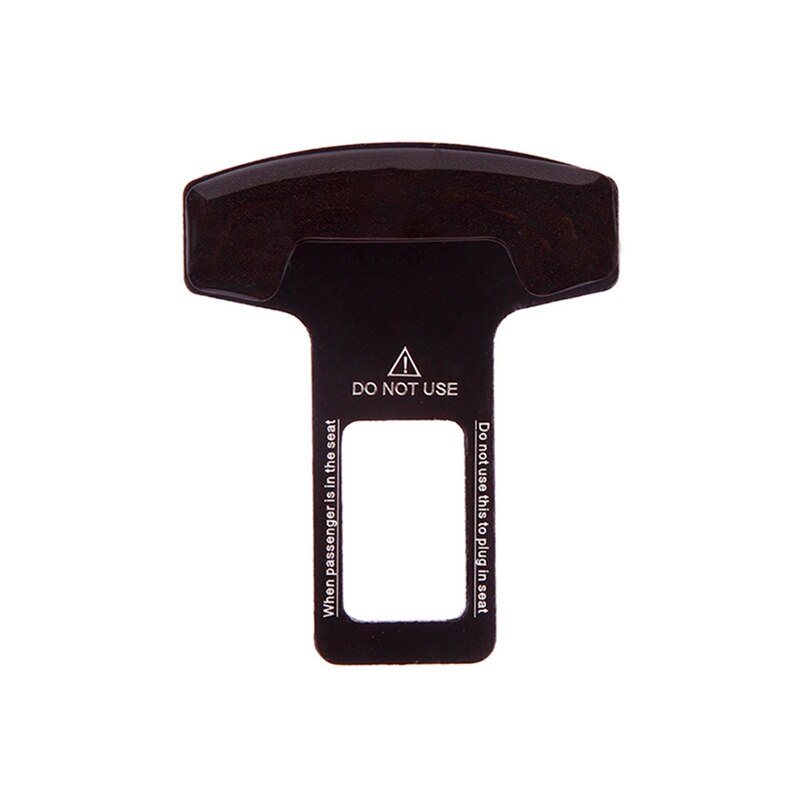 DO NOT USE
When passenger is in the seat
Do not use this to plug in seat